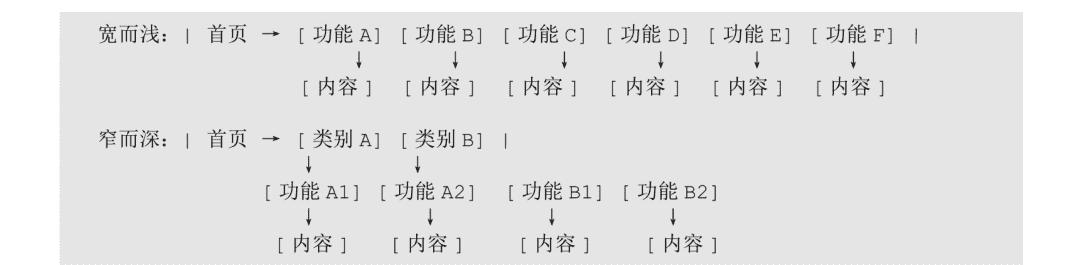 宽而浅：| 首页 → [功能 A] [功能 B] [功能 C] [功能 D] [功能 E] [功能 F] |
↓ ↓ ↓ ↓ ↓ ↓
[内容] [内容] [内容] [内容] [内容] [内容]
窄而深：| 首页 → [类别 A] [类别 B] |
↓ ↓
[功能 A1] [功能 A2] [功能 B1] [功能 B2]
↓ ↓ ↓ ↓
[内容] [内容] [内容] [内容]